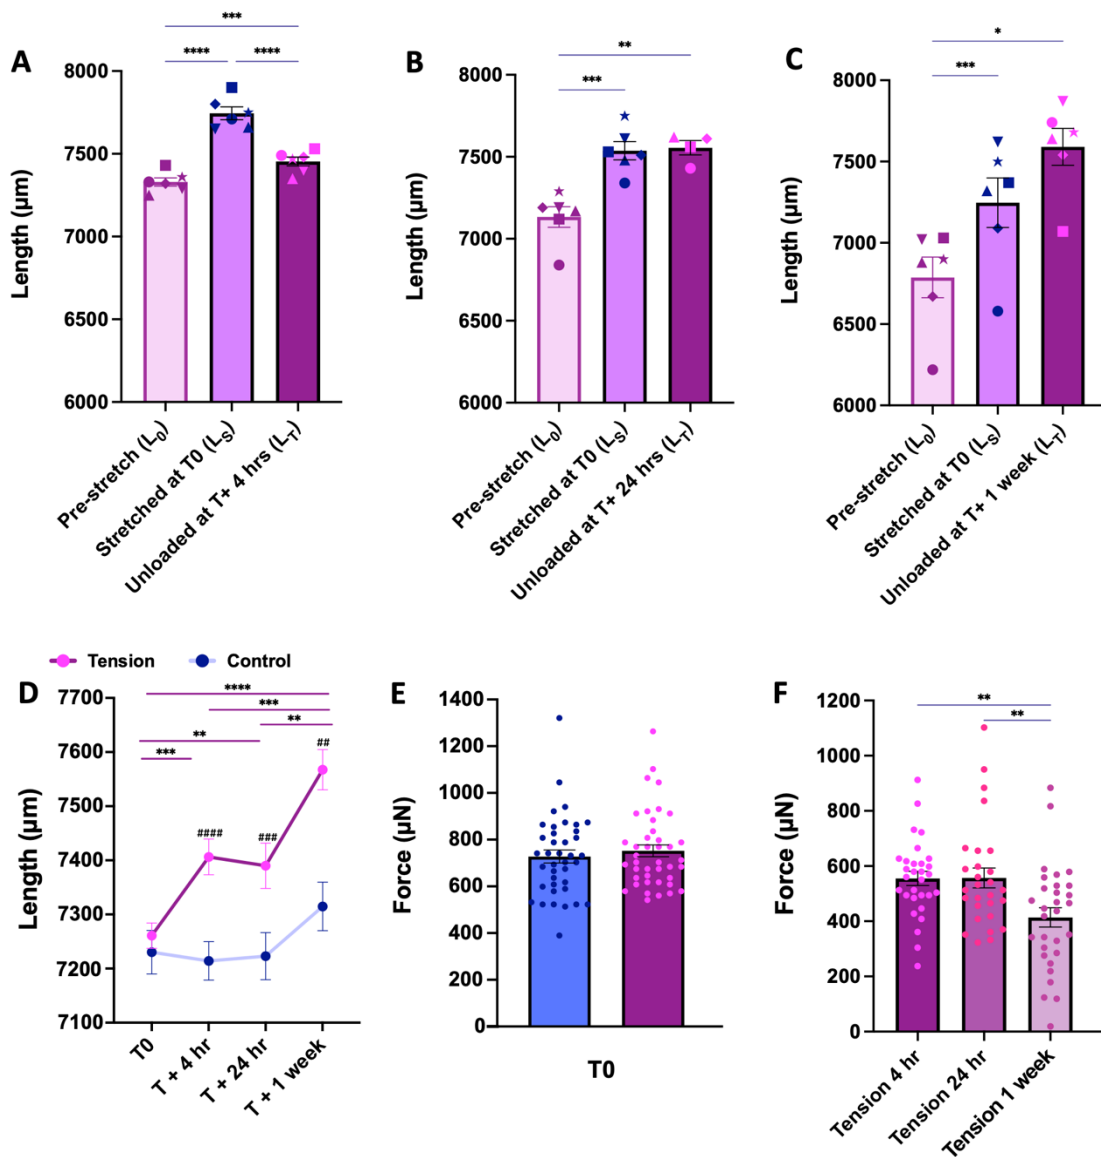 A
***
**** ****
Length (µm)
8000
7500
7000
6500
6000
Pre-stretch (L0)
Stretched at T0 (LS)
Unloaded at T+ 4 hrs (LT)
B
**
***
Length (µm)
8000
7500
7000
6500
6000
Pre-stretch (L0)
Stretched at T0 (LS)
Unloaded at T+ 24 hrs (LT)
C
*
***
Length (µm)
8000
7500
7000
6500
6000
Pre-stretch (L0)
Stretched at T0 (LS)
Unloaded at T+ 1 week (LT)
Tension Control
D
****
***
**
**
***
##
####
###
Length (µm)
7700
7600
7500
7400
7300
7200
7100
T0
T + 4 hr
T + 24 hr
T + 1 week
E
Force (µN)
1400
1200
1000
800
600
400
200
0
T0
F
**
**
Force (µN)
1200
1000
800
600
400
200
0
Tension 4 hr
Tension 24 hr
Tension 1 week